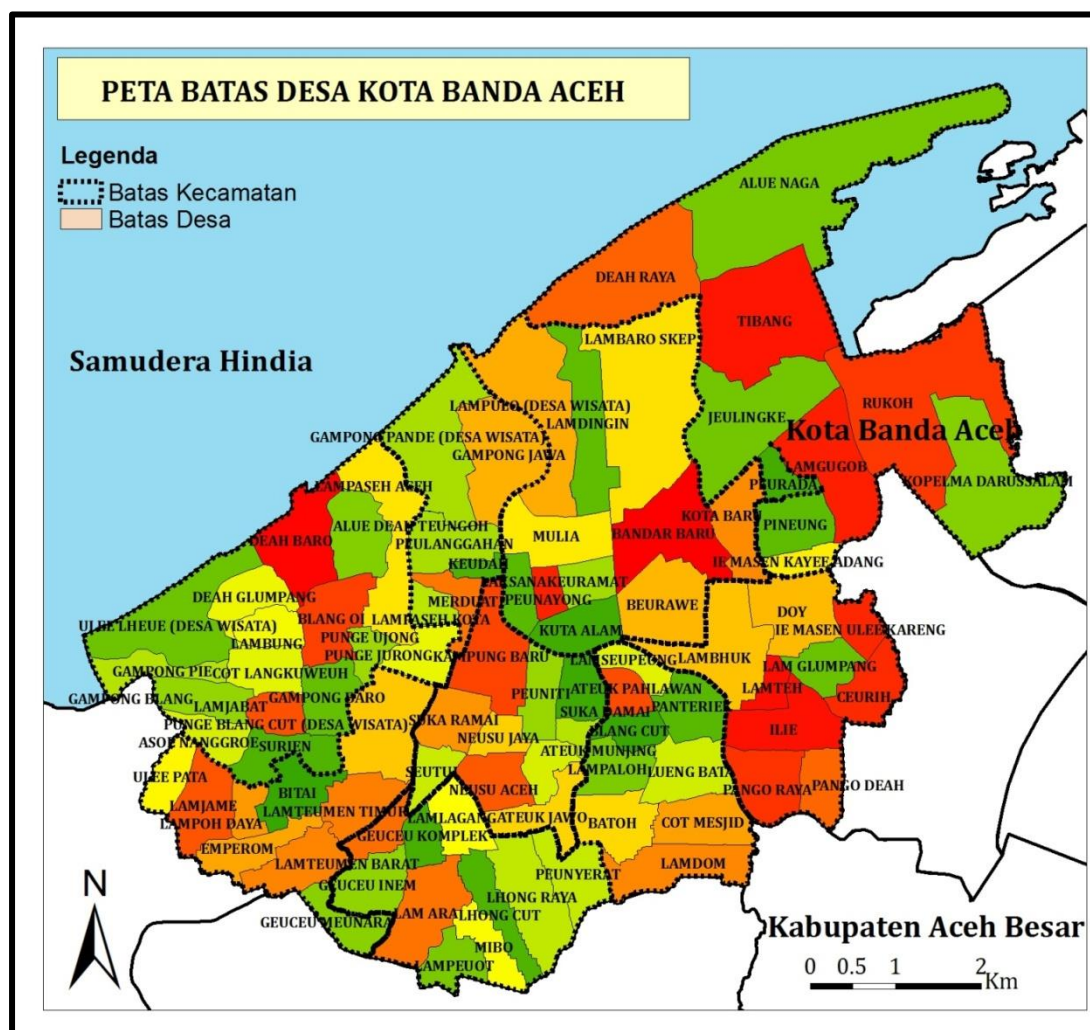 PETA BATAS DESA KOTA BANDA ACEH
Legenda
Batas Kecamatan
Batas Desa
Samudera Hindia
Kota Banda Aceh
Kabupaten Aceh Besar
N
0 0.5 1 2
Km
ALUE NAGA
DEAH RAYA
TIBANG
LAMBARO SKEP
RUKOH
JEULINGKE
LAMPULO (DESA WISATA)
LAMDINGIN
GAMPONG PANDE (DESA WISATA)
GAMPONG JAWA
LAMGUGOB
KOPELMA DARUSSALAM
PEURADA
LAMPASEH ACEH
KOTA BARU
PINEUNG
ALUE DEAH TEUNGOH
DEAH BARO
MULIA
BANDAR BARU
PEULANGGAHAN
KEUDAH
IE MASEN KAYEE ADANG
LAKSANA
KEURAMAT
PEUNAYONG
DEAH GLUMPANG
MERDUATI
BEURAWE
DOY
BLANG OI
LAMPASEH KOTA
ULEE LHEUE (DESA WISATA)
LAMBUNG
KUTA ALAM
IE MASEN ULEE KARENG
PUNGE UJONG
PUNGE JURONG
KAMPUNG BARU
LAMSEUPEUNG
LAMBHUK
LAM GLUMPANG
GAMPONG PIE
COT LANGKUWEUH
PEUNITI
ATEUK PAHLAWAN
LAMTEH
CEURIH
GAMPONG BLANG
LAMJABAT
GAMPONG BARO
SUKA DAMAI
PANTERIEK
PUNGE BLANG CUT (DESA WISATA)
SUKA RAMAI
NEUSU JAYA
BLANG CUT
ILIE
ASOE NANGGROE
SURIEN
ATEUK MUNJING
ULEE PATA
SEUTUI
LAMPALOH
LUENG BATA
BITAI
NEUSU ACEH
PANGO RAYA
PANGO DEAH
LAMJAME
LAMTEUMEN TIMUR
LAMLAGANG
ATEUK JAWO
BATOH
COT MESJID
LAMPOH DAYA
GEUCEU KOMPLEK
EMPEROM
LAMTEUMEN BARAT
LAMDOM
PEUNYERAT
GEUCEU INEM
LHONG RAYA
GEUCEU MEUNARA
LAM ARA
LHONG CUT
MIBO
LAMPEUOT